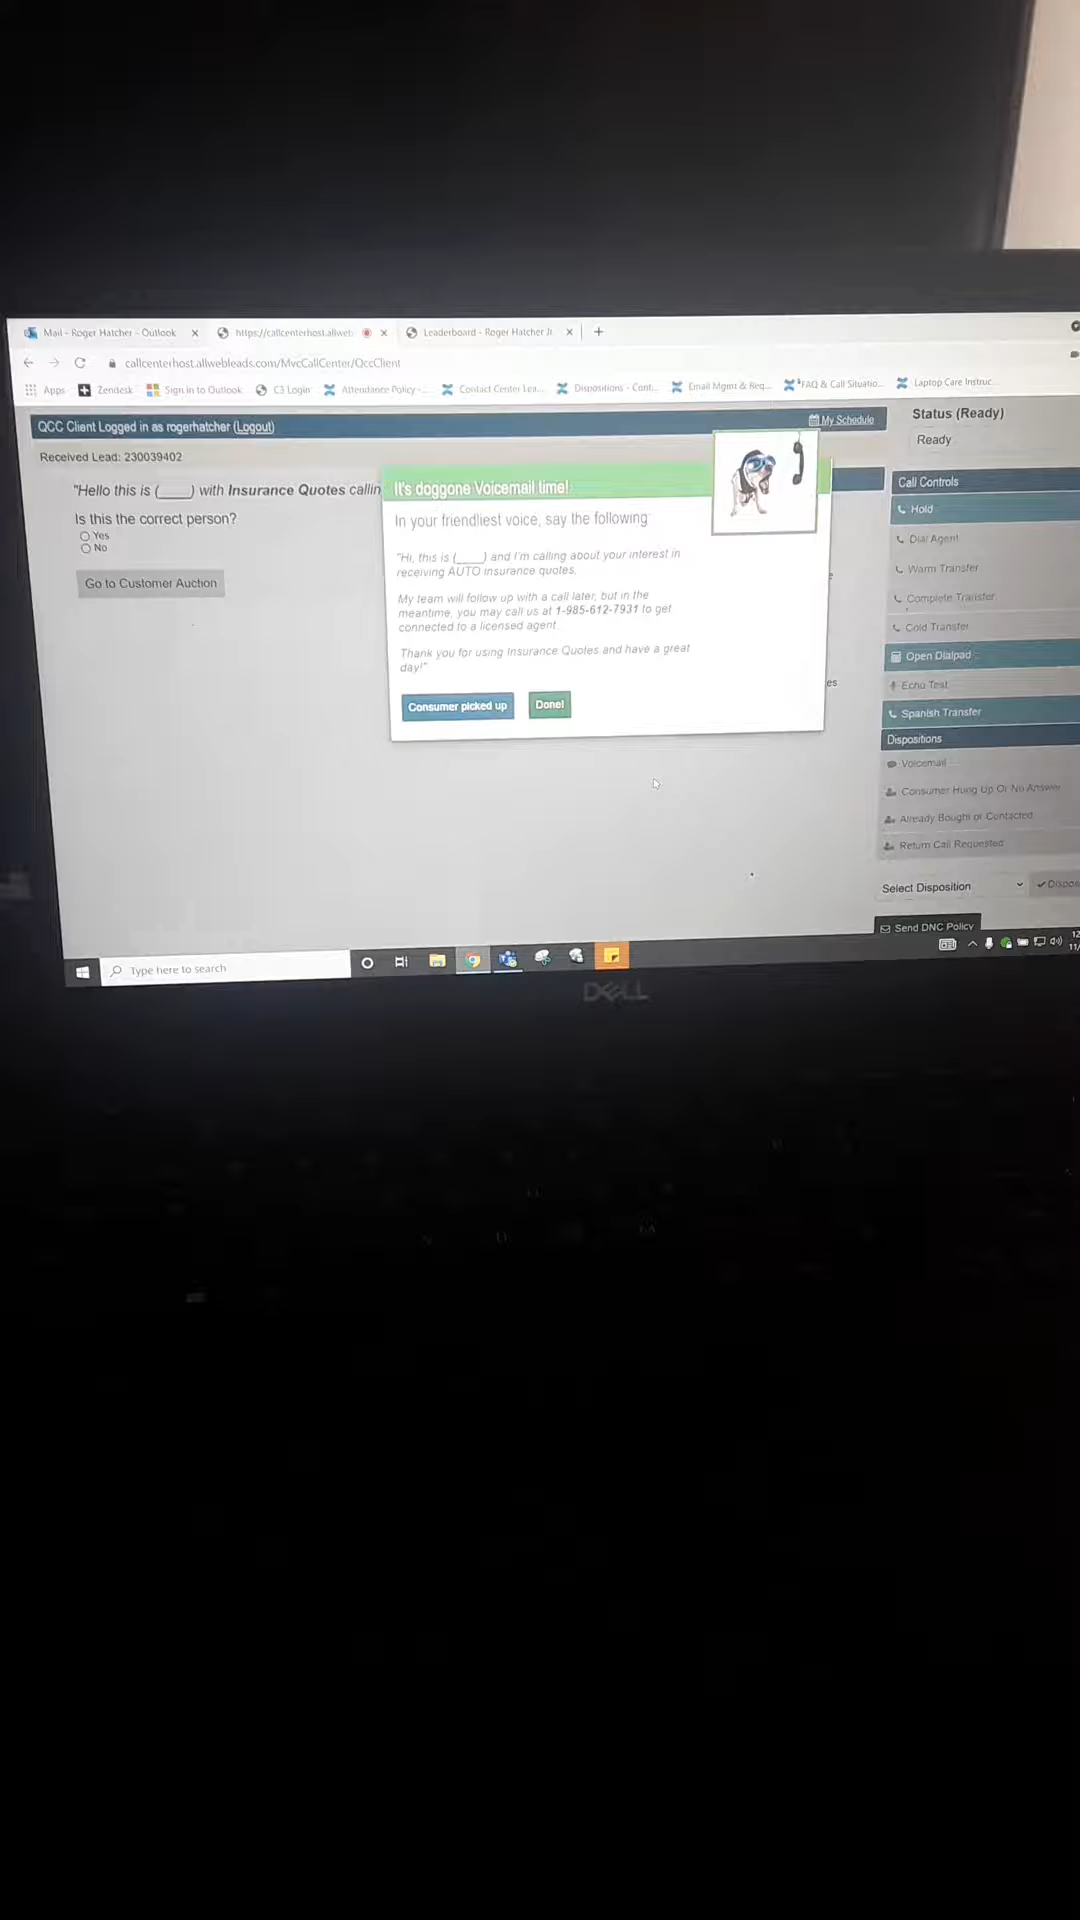 Mail - Roger Hatcher - Outlook
https://callcenterhost.allweb
Leaderboard - Roger Hatcher Jr
callcenterhost.allwebleads.com/MvcCallCenter/QccClient
Apps
Zendesk
Sign in to Outlook
C3 Login
Attendance Policy -...
Contact Center Lea...
Dispositions - Cont...
Email Mgmt & Req...
FAQ & Call Situatio...
Laptop Care Instruc...
QCC Client Logged in as rogerhatcher (Logout)
My Schedule
Status (Ready)
Ready
Received Lead: 230039402
"Hello this is (____) with Insurance Quotes callin
Is this the correct person?
Yes
No
Go to Customer Auction
It's doggone Voicemail time!
In your friendliest voice, say the following
"Hi, this is (____) and I'm calling about your interest in
receiving AUTO insurance quotes.
My team will follow up with a call later, but in the
meantime, you may call us at 1-985-612-7931 to get
connected to a licensed agent.
Thank you for using Insurance Quotes and have a great
day!"
Consumer picked up
Done!
es
Call Controls
Hold
Dial Agent
Warm Transfer
Complete Transfer
Cold Transfer
Open Dialpad
Echo Test
Spanish Transfer
Dispositions
Voicemail
Consumer Hung Up Or No Answer
Already Bought or Contacted
Return Call Requested
Select Disposition
Dispos
Send DNC Policy
Type here to search
12
11/
DELL